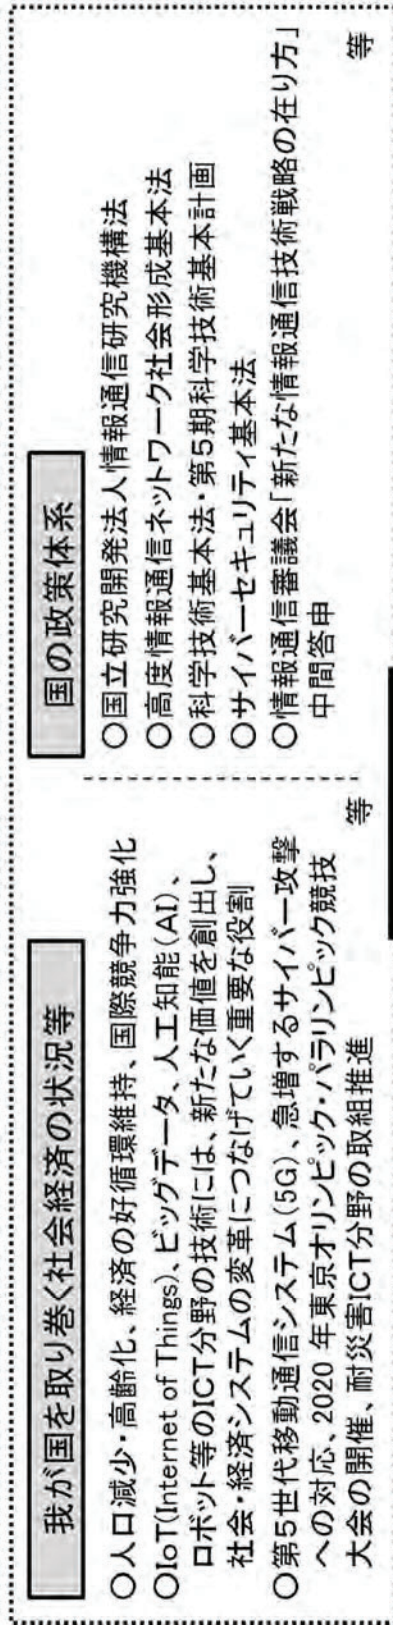 我が国を取り巻く社会経済の状況等
○人口減少・高齢化、経済の好循環維持、国際競争力強化
○IoT(Internet of Things)、ビッグデータ、人工知能(AI)、
ロボット等のICT分野の技術には、新たな価値を創出し、
社会・経済システムの変革につなげていく重要な役割
○第5世代移動通信システム(5G)、急増するサイバー攻撃
への対応、2020 年東京オリンピック・パラリンピック競技
大会の開催、耐災害ICT分野の取組推進
等
国の政策体系
○国立研究開発法人情報通信研究機構法
○高度情報通信ネットワーク社会形成基本法
○科学技術基本法・第5期科学技術基本計画
○サイバーセキュリティ基本法
○情報通信審議会「新たな情報通信技術戦略の在り方」
中間答申
等